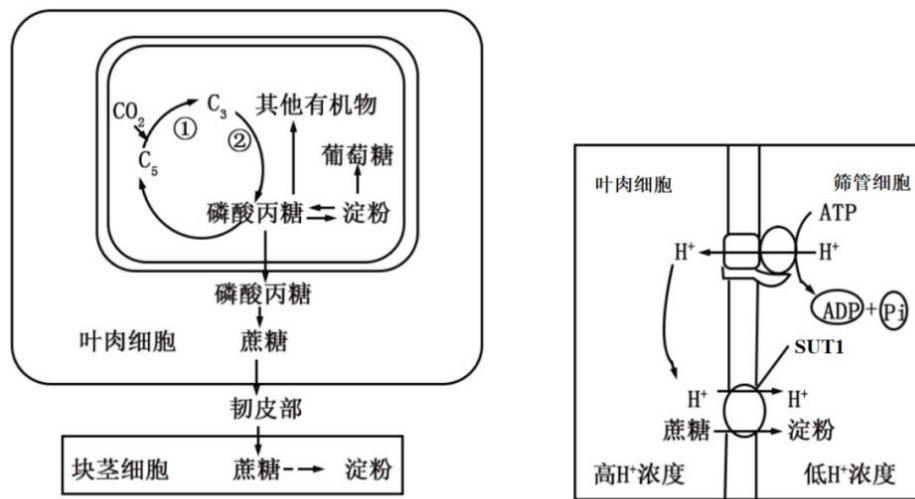 CO₂
C₃
其他有机物
①
②
葡萄糖
C₅
磷酸丙糖
淀粉
磷酸丙糖
叶肉细胞
蔗糖
韧皮部
块茎细胞
蔗糖
淀粉
叶肉细胞
筛管细胞
ATP
H⁺
H⁺
ADP+Pi
SUT1
H⁺
H⁺
蔗糖
淀粉
高H⁺浓度
低H⁺浓度